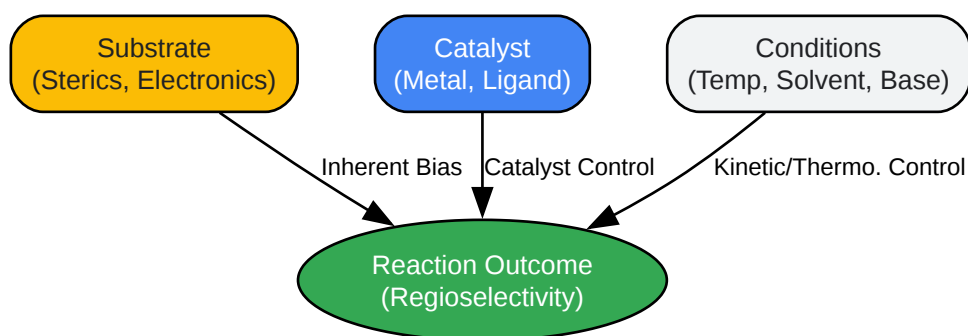 Substrate
(Sterics, Electronics)
Catalyst
(Metal, Ligand)
Conditions
(Temp, Solvent, Base)
Inherent Bias
Catalyst Control
Kinetic/Thermo. Control
Reaction Outcome
(Regioselectivity)